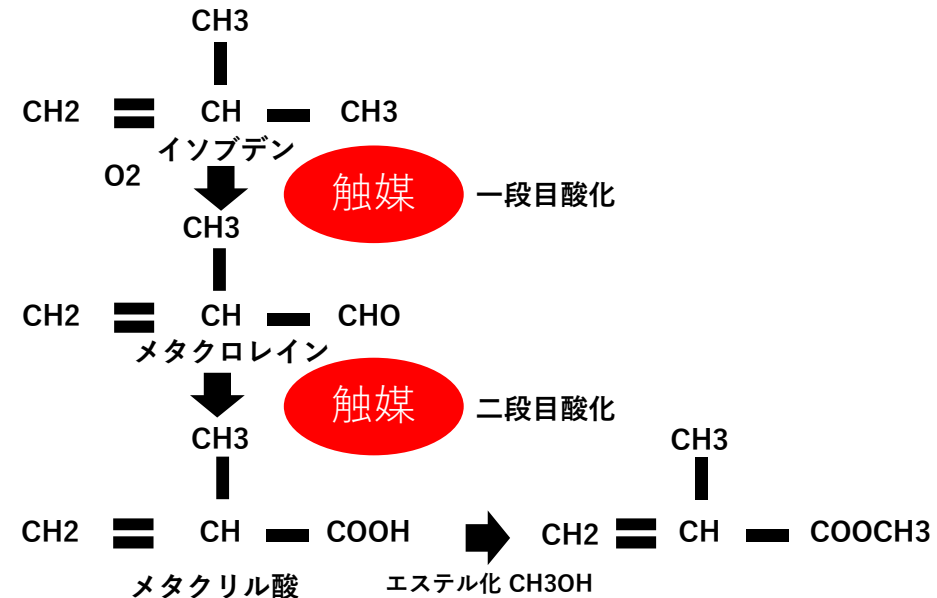 CH3
CH2 = CH - CH3
イソブデン
O2
触媒 一段目酸化
CH3
CH2 = CH - CHO
メタクロレイン
触媒 二段目酸化
CH3
CH2 = CH - COOH
メタクリル酸
エステル化 CH3OH
CH3
CH2 = CH - COOCH3